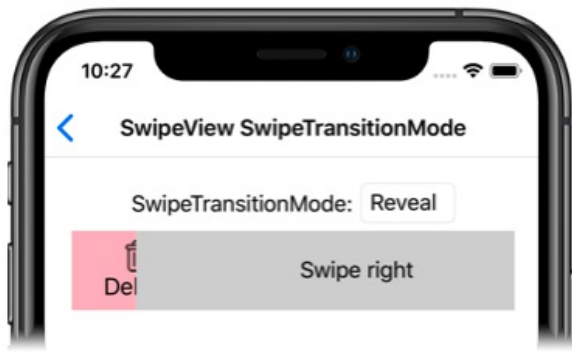 10:27
SwipeView SwipeTransitionMode
SwipeTransitionMode: Reveal
Swipe right
Del